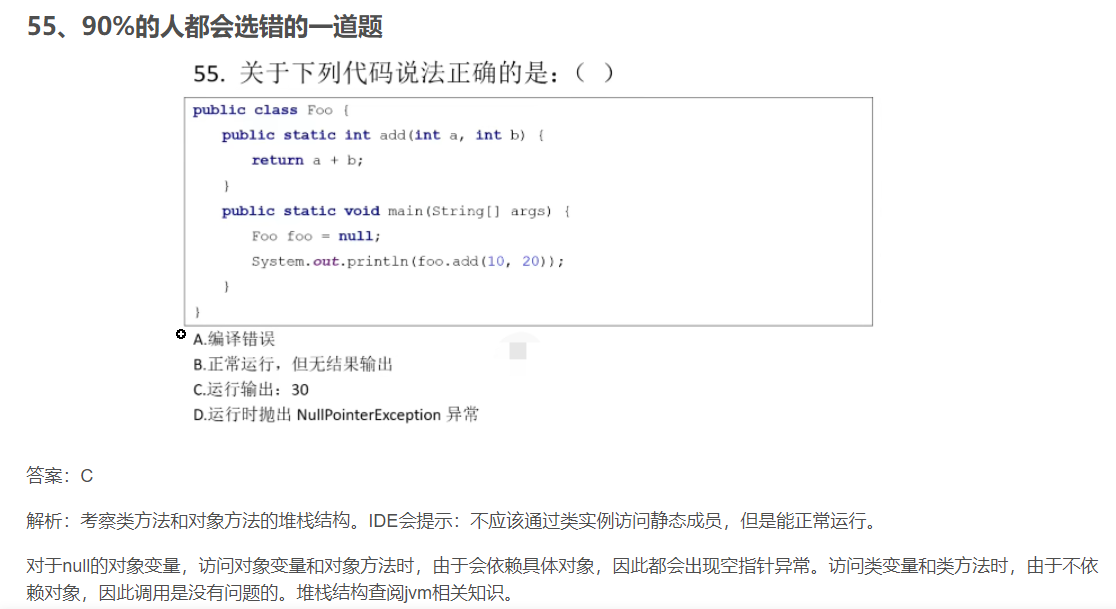 55、90%的人都会选错的一道题
55. 关于下列代码说法正确的是：（ ）
public class Foo {
public static int add(int a, int b) {
return a + b;
}
public static void main(String[] args) {
Foo foo = null;
System.out.println(foo.add(10, 20));
}
}
A.编译错误
B.正常运行，但无结果输出
C.运行输出：30
D.运行时抛出 NullPointerException 异常
答案：C
解析：考察类方法和对象方法的堆栈结构。IDE会提示：不应该通过类实例访问静态成员，但是能正常运行。
对于null的对象变量，访问对象变量和对象方法时，由于会依赖具体对象，因此都会出现空指针异常。访问类变量和类方法时，由于不依
赖对象，因此调用是没有问题的。堆栈结构查阅jvm相关知识。